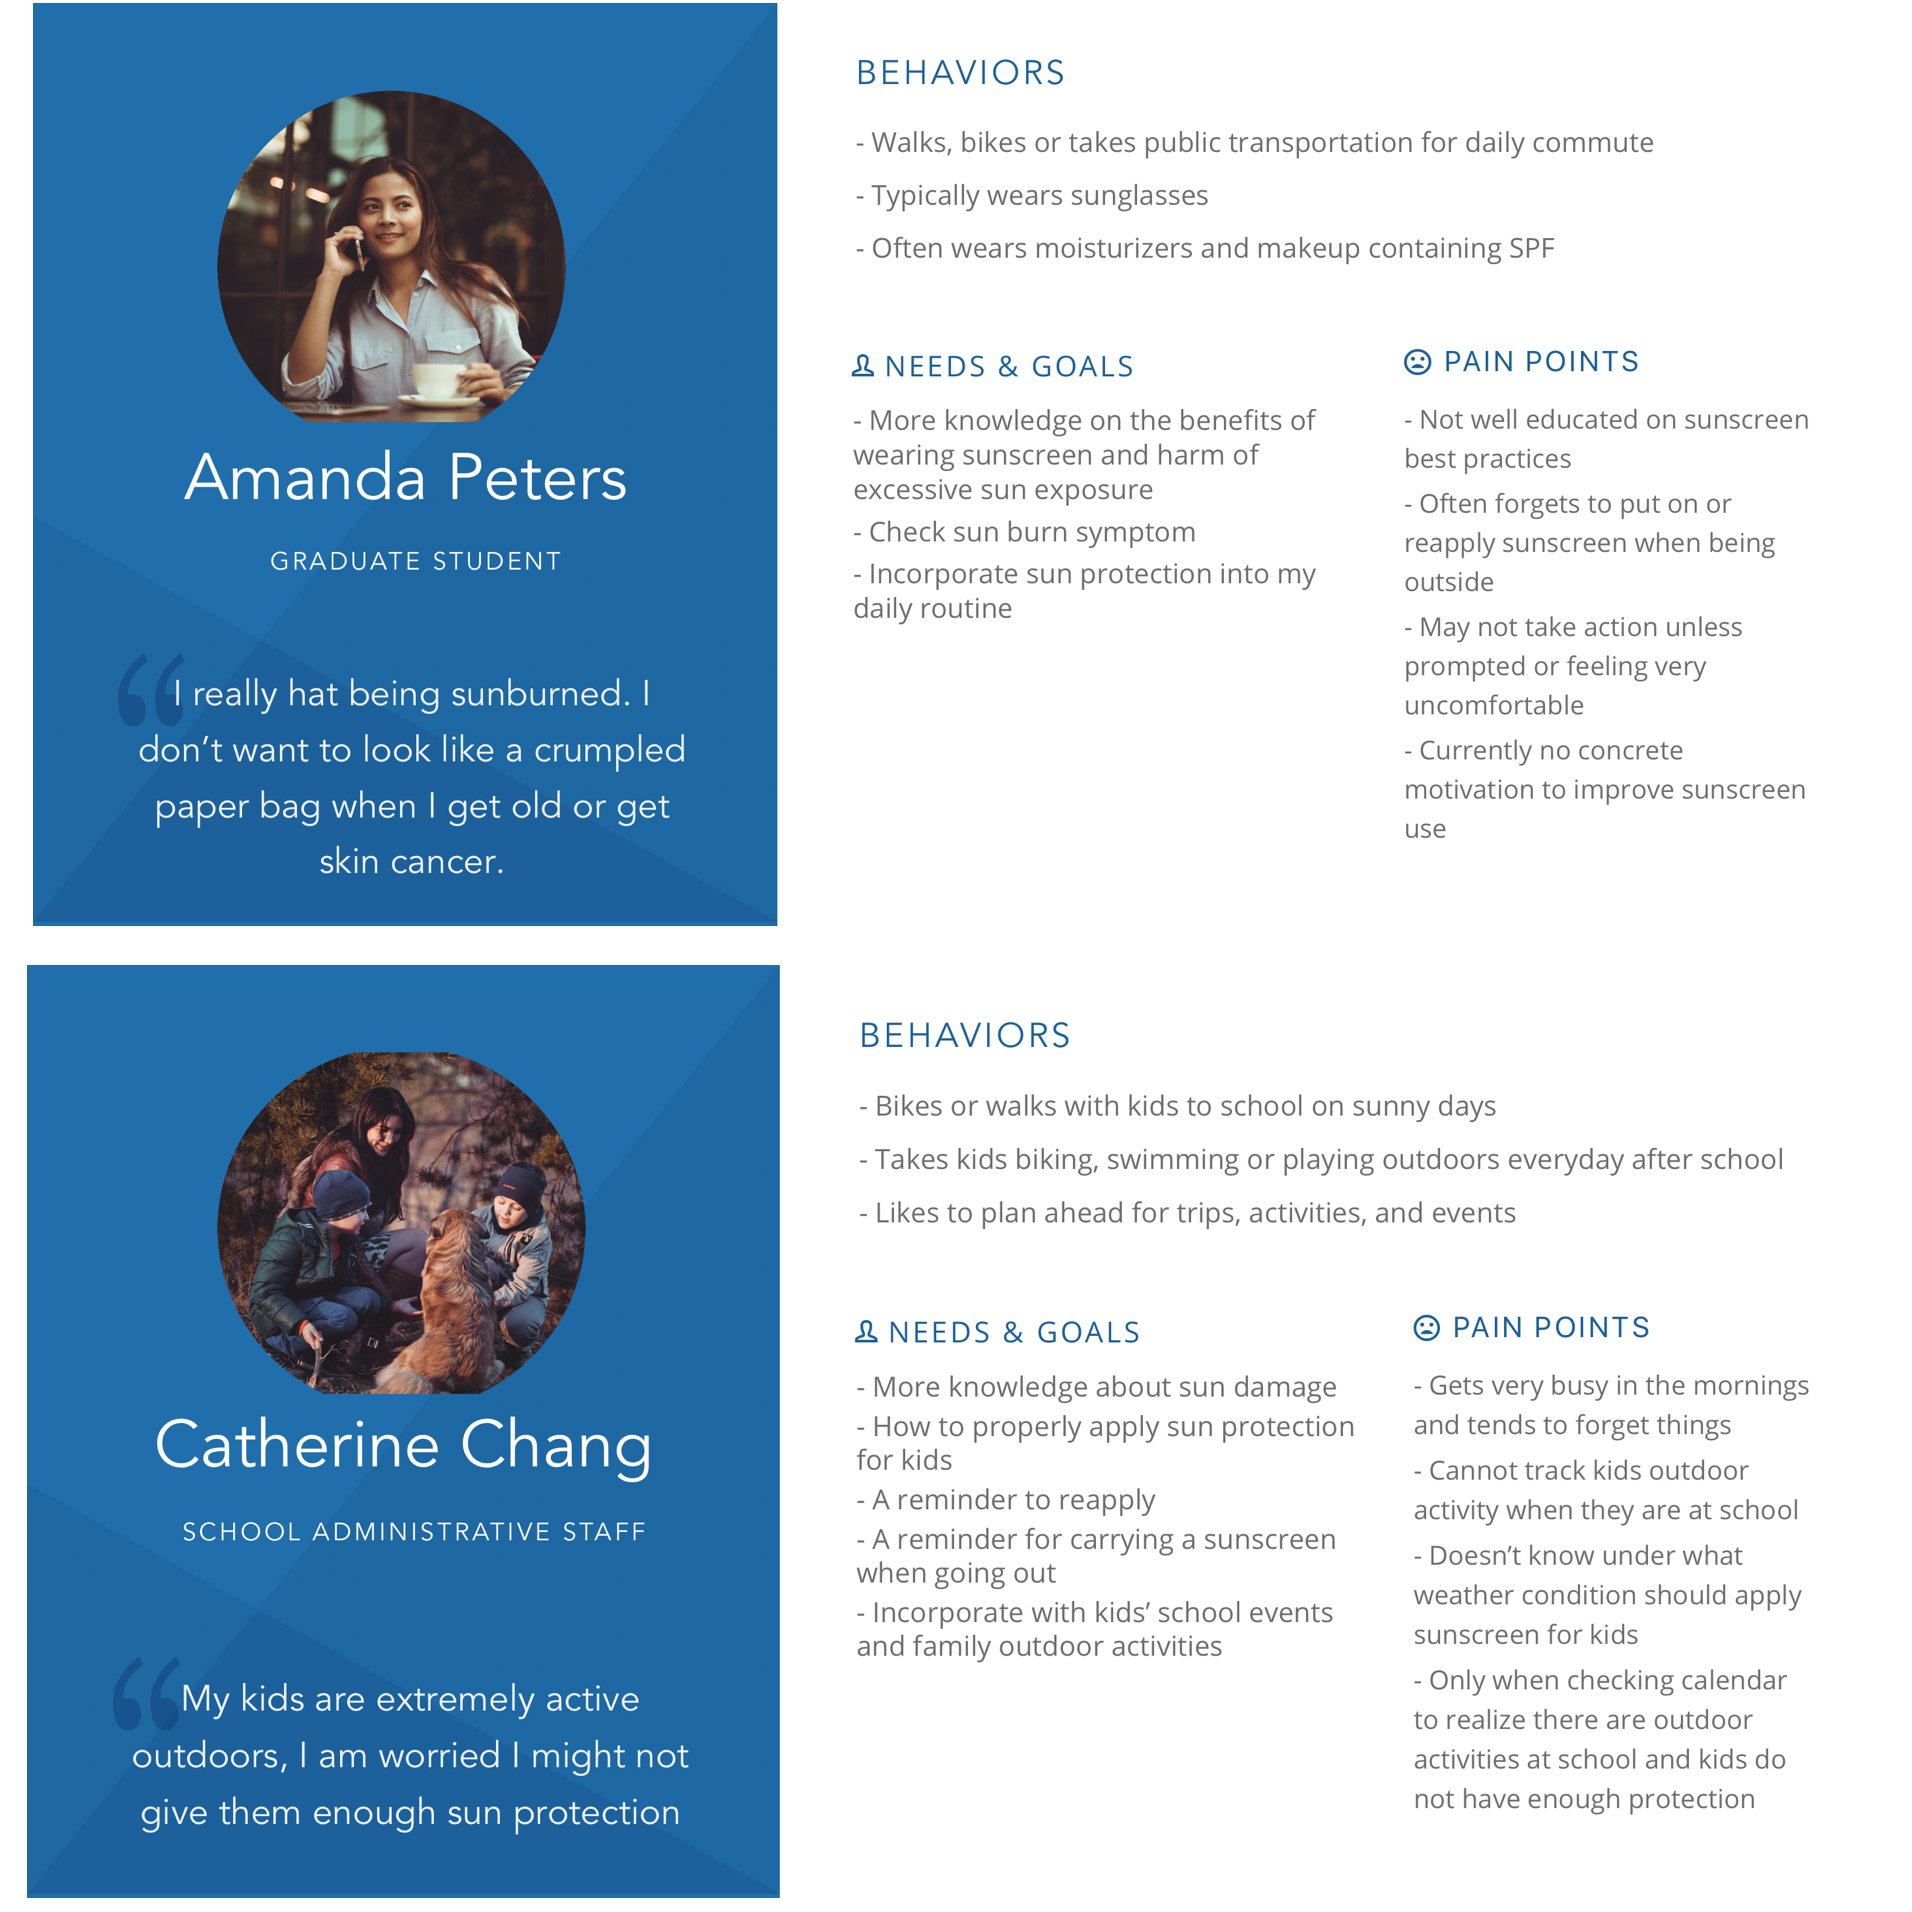 Amanda Peters
GRADUATE STUDENT
“I really hat being sunburned. I
don’t want to look like a crumpled
paper bag when I get old or get
skin cancer.
BEHAVIORS
- Walks, bikes or takes public transportation for daily commute
- Typically wears sunglasses
- Often wears moisturizers and makeup containing SPF
NEEDS & GOALS
- More knowledge on the benefits of
wearing sunscreen and harm of
excessive sun exposure
- Check sun burn symptom
- Incorporate sun protection into my
daily routine
PAIN POINTS
- Not well educated on sunscreen
best practices
- Often forgets to put on or
reapply sunscreen when being
outside
- May not take action unless
prompted or feeling very
uncomfortable
- Currently no concrete
motivation to improve sunscreen
use
Catherine Chang
SCHOOL ADMINISTRATIVE STAFF
“My kids are extremely active
outdoors, I am worried I might not
give them enough sun protection
BEHAVIORS
- Bikes or walks with kids to school on sunny days
- Takes kids biking, swimming or playing outdoors everyday after school
- Likes to plan ahead for trips, activities, and events
NEEDS & GOALS
- More knowledge about sun damage
- How to properly apply sun protection
for kids
- A reminder to reapply
- A reminder for carrying a sunscreen
when going out
- Incorporate with kids’ school events
and family outdoor activities
PAIN POINTS
- Gets very busy in the mornings
and tends to forget things
- Cannot track kids outdoor
activity when they are at school
- Doesn’t know under what
weather condition should apply
sunscreen for kids
- Only when checking calendar
to realize there are outdoor
activities at school and kids do
not have enough protection